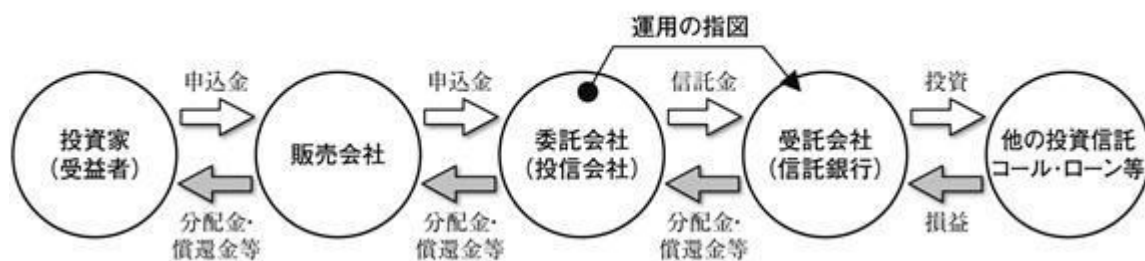 運用の指図
申込金
申込金
信託金
投資
投資家
(受益者)
販売会社
委託会社
(投信会社)
受託会社
(信託銀行)
他の投資信託
コール・ローン等
分配金・
償還金等
分配金・
償還金等
分配金・
償還金等
損益